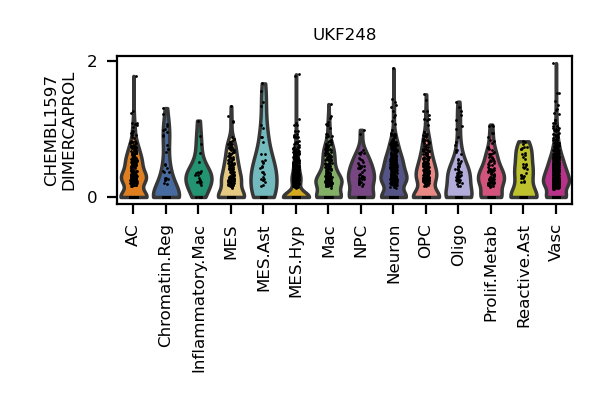 UKF248
CHEMBL1597
DIMERCAPROL
2
0
AC
Chromatin.Reg
Inflammatory.Mac
MES
MES.Ast
MES.Hyp
Mac
NPC
Neuron
OPC
Oligo
Prolif.Metab
Reactive.Ast
Vasc